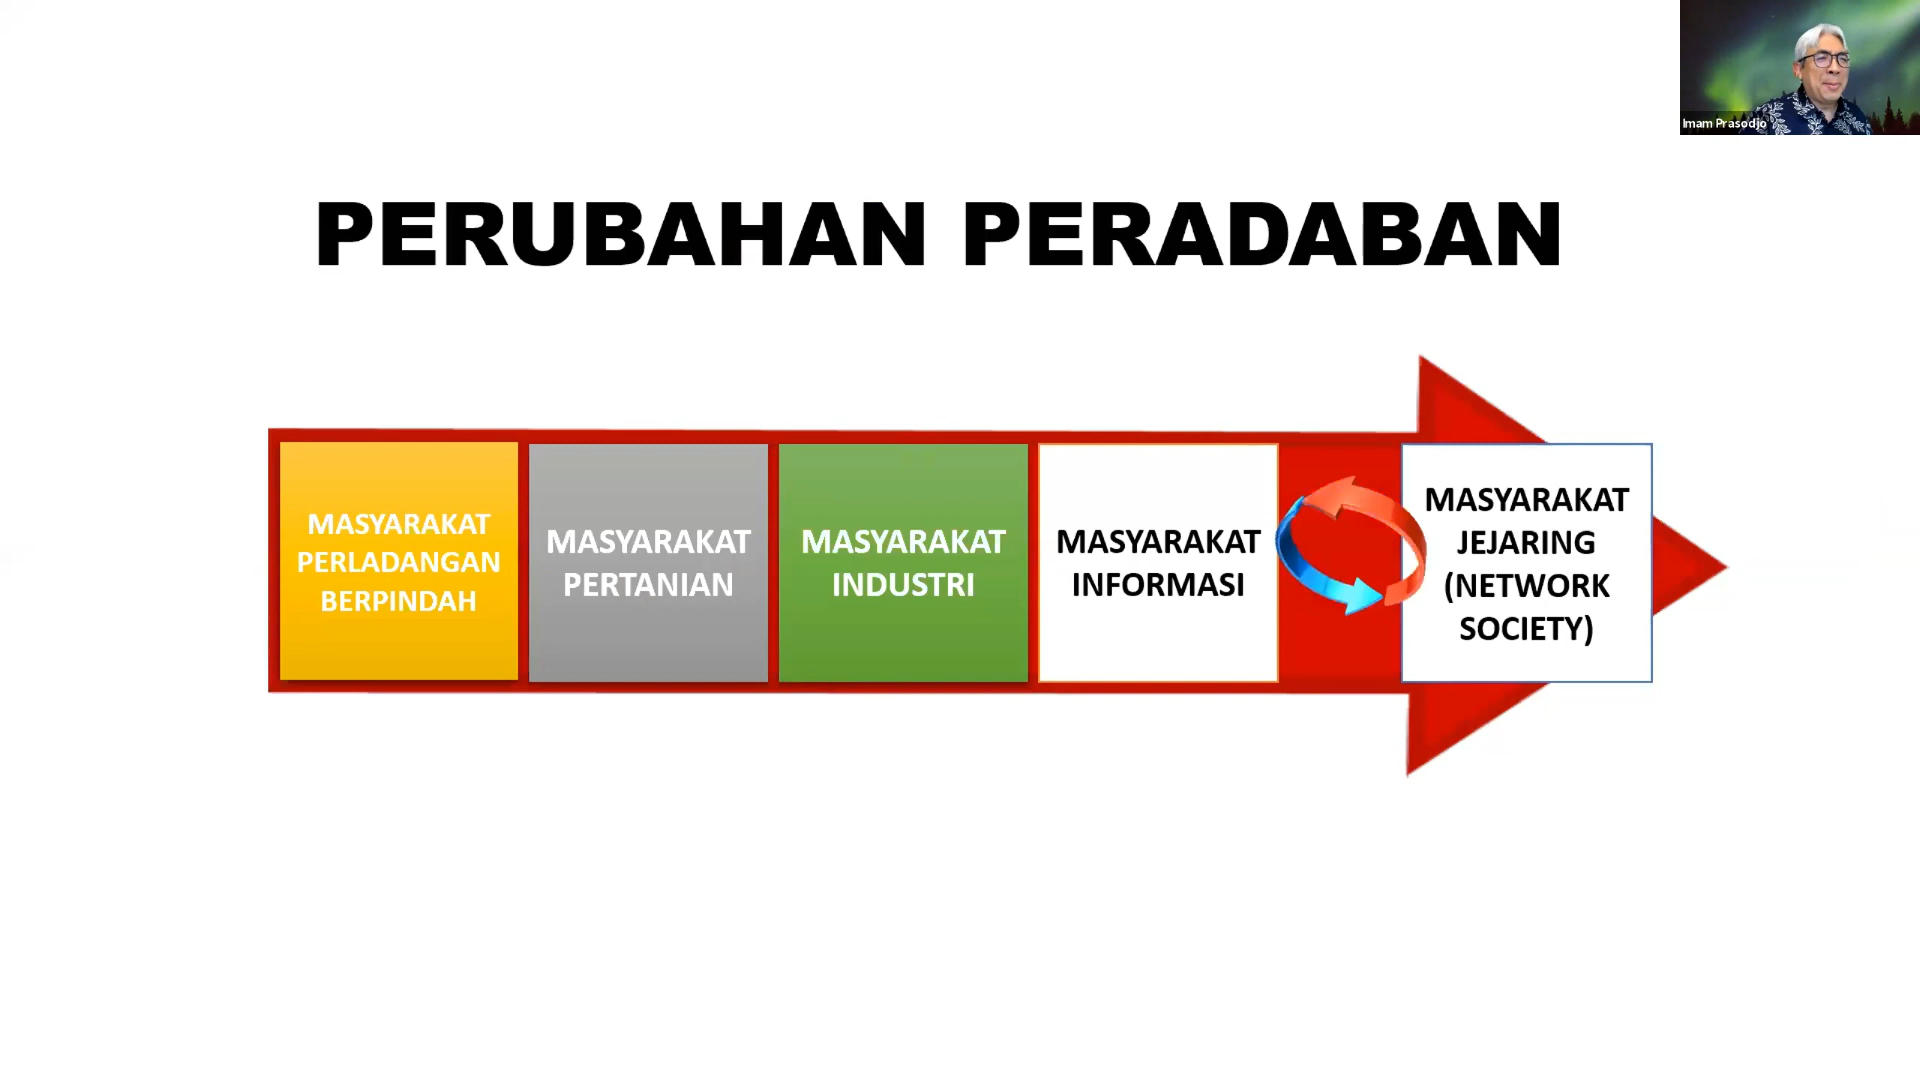 Imam Prasodjo
PERUBAHAN PERADABAN
MASYARAKAT
PERLADANGAN
BERPINDAH
MASYARAKAT
PERTANIAN
MASYARAKAT
INDUSTRI
MASYARAKAT
INFORMASI
MASYARAKAT
JEJARING
(NETWORK
SOCIETY)